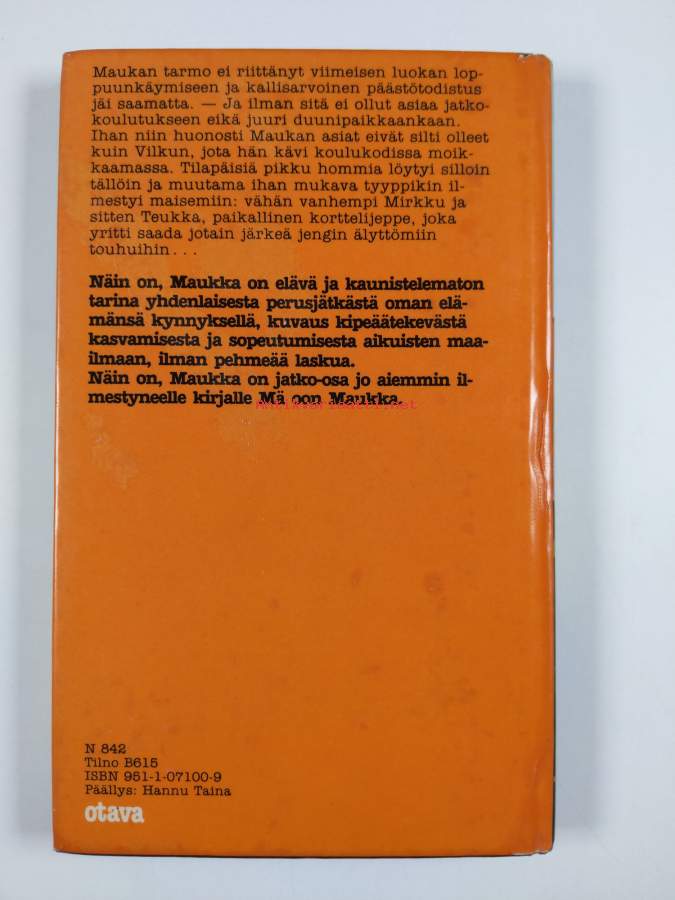 Maukan tarmo ei riittänyt viimeisen luokan lop-
puunkäymiseen ja kallisarvoinen päästötodistus
jäi saamatta. — Ja ilman sitä ei ollut asiaa jatko-
koulutukseen eikä juuri duunipaikkaankaan.
Ihan niin huonosti Maukan asiat eivät silti olleet
kuin Vilkun, jota hän kävi koulukodissa moik-
kaamassa. Tilapäisiä pikku hommia löytyi silloin
tällöin ja muutama ihan mukava tyyppikin il-
mestyi maisemiin: vähän vanhempi Mirkku ja
sitten Teukka, paikallinen korttelijeppe, joka
yritti saada jotain järkeä jengin älyttömiin
touhuihin . . .
Näin on, Maukka on elävä ja kaunistelematon
tarina yhdenlaisesta perusjätkästä oman elä-
mänsä kynnyksellä, kuvaus kipeäätekevästä
kasvamisesta ja sopeutumisesta aikuisten maa-
ilmaan, ilman pehmeää laskua.
Näin on, Maukka on jatko-osa jo aiemmin il-
mestyneelle kirjalle Mä oon Maukka.
Antikvariaatti.net
N 842
Tilno B615
ISBN 951-1-07100-9
Päällys: Hannu Taina
otava